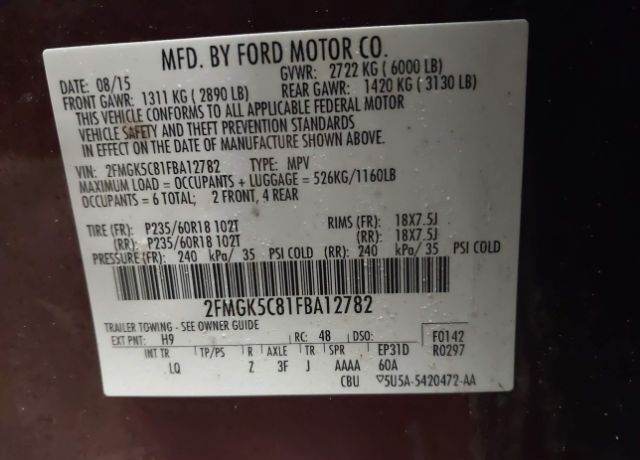 MFD. BY FORD MOTOR CO.
DATE: 08/15 GVWR: 2722 KG ( 6000 LB)
FRONT GAWR: 1311 KG ( 2890 LB) REAR GAWR: 1420 KG ( 3130 LB)
THIS VEHICLE CONFORMS TO ALL APPLICABLE FEDERAL MOTOR
VEHICLE SAFETY AND THEFT PREVENTION STANDARDS
IN EFFECT ON THE DATE OF MANUFACTURE SHOWN ABOVE.
VIN: 2FMGK5C81FBA12782 TYPE: MPV
MAXIMUM LOAD = OCCUPANTS + LUGGAGE = 526KG/1160LB
OCCUPANTS = 6 TOTAL; 2 FRONT, 4 REAR
TIRE (FR): P235/60R18 102T RIMS (FR): 18X7.5J
(RR): P235/60R18 102T (RR): 18X7.5J
PRESSURE (FR): 240 kPa/ 35 PSI COLD (RR): 240 kPa/ 35 PSI COLD
2FMGK5C81FBA12782
TRAILER TOWING - SEE OWNER GUIDE
EXT PNT: H9 RC: 48 DSO: F0142
INT TR TP/PS R AXLE TR SPR EP31D R0297
LQ Z 3F J AAAA 60A
CBU 5U5A-5420472-AA